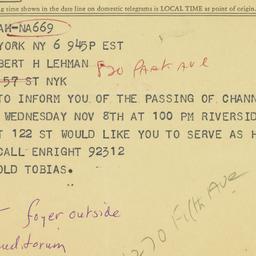 ing time shown in the date line on domestic telegrams is LOCAL TIME at point of origin.
AM-NA669
YORK NY 6 945P EST
BERT H LEHMAN
820 PARK AVE
57 ST NYK
TO INFORM YOU OF THE PASSING OF CHANN
WEDNESDAY NOV 8TH AT 100 PM RIVERSID
T 122 ST WOULD LIKE YOU TO SERVE AS H
CALL ENRIGHT 92312
OLD TOBIAS.
foyer outside
auditorium
1270 Fifth Ave